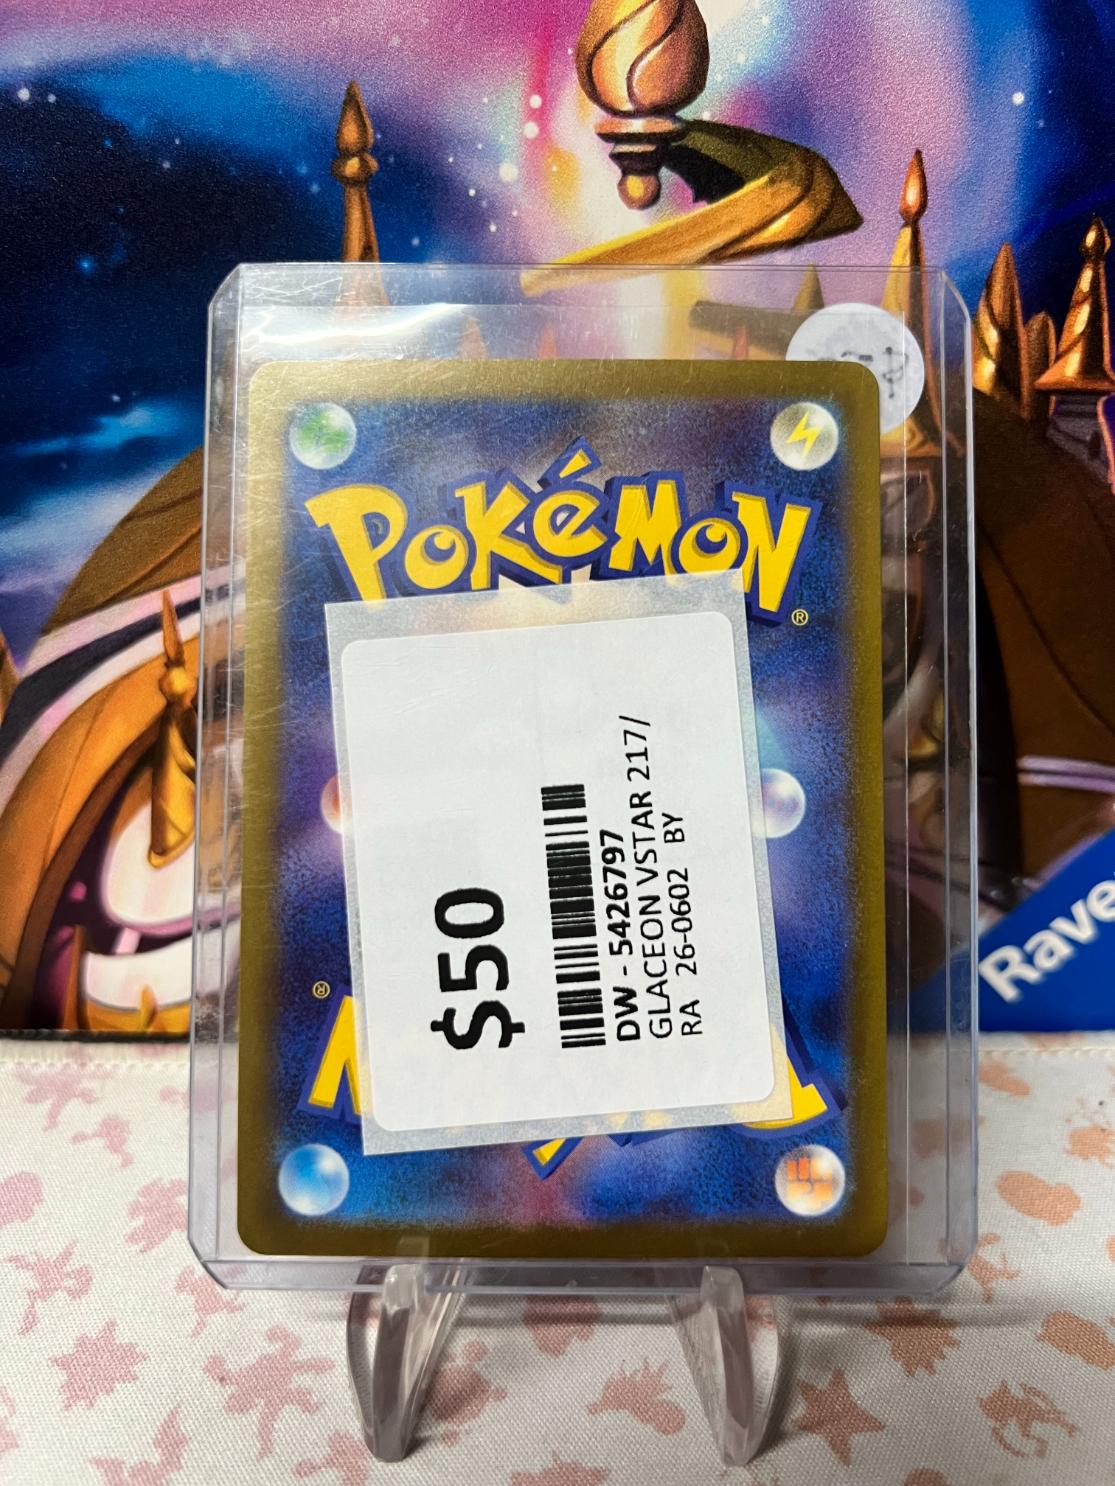 POKéMON
®
$50
DW - 5426797
GLACEON VSTAR 217/
RA 26-0602 BY
®
Rave